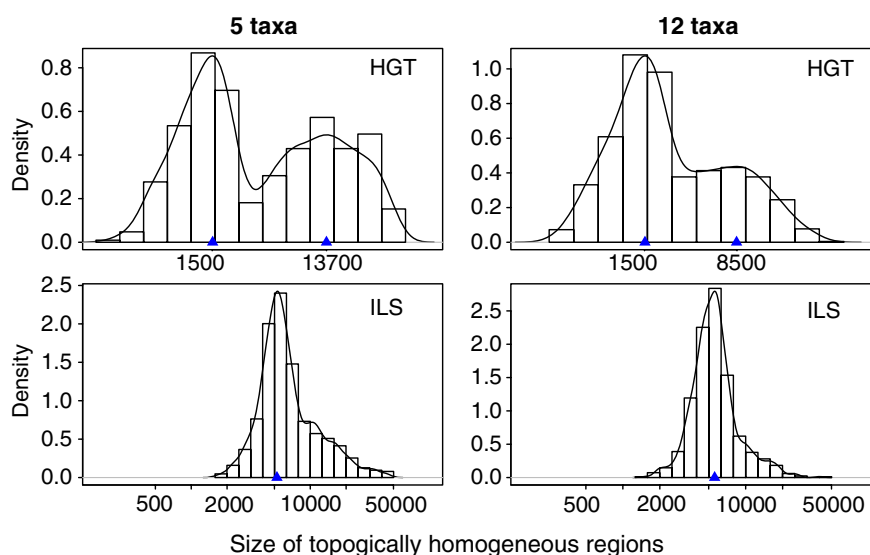 5 taxa
12 taxa
HGT
Density
0.0 0.2 0.4 0.6 0.8
1500 13700
HGT
0.0 0.2 0.4 0.6 0.8 1.0
1500 8500
ILS
Density
0.0 0.5 1.0 1.5 2.0 2.5
500 2000 10000 50000
ILS
0.0 0.5 1.0 1.5 2.0 2.5
500 2000 10000 50000
Size of topogically homogeneous regions